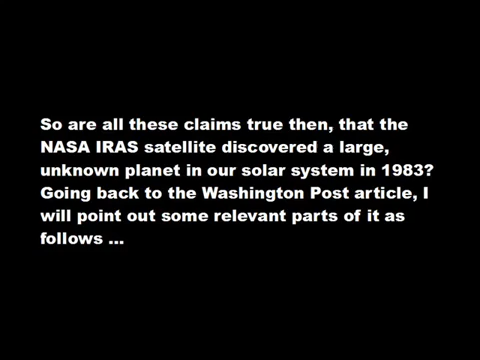 So are all these claims true then, that the
NASA IRAS satellite discovered a large,
unknown planet in our solar system in 1983?
Going back to the Washington Post article, I
will point out some relevant parts of it as
follows ...